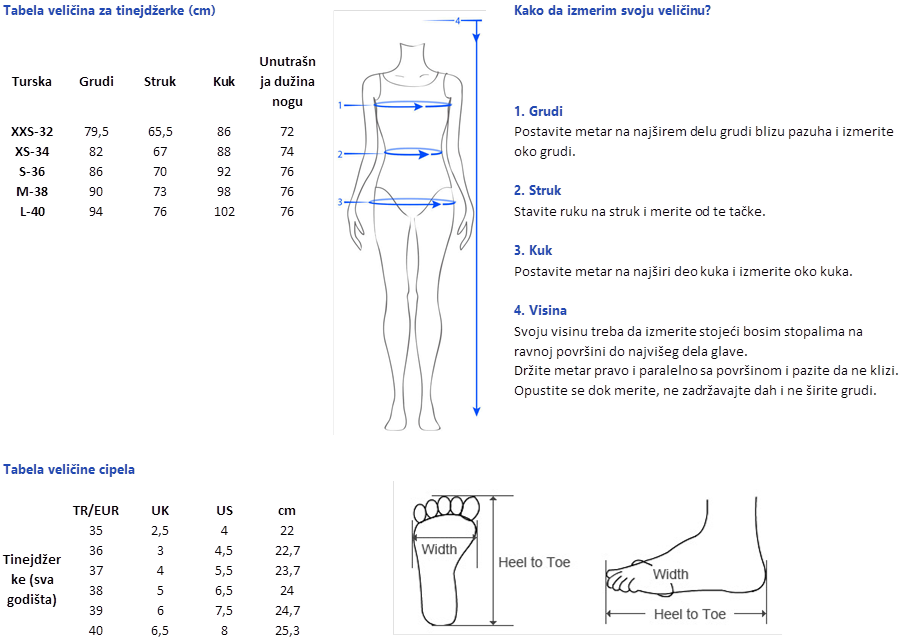 Tabela veličina za tinejdžerke (cm)
Turska Grudi Struk Kuk Unutrašn
ja dužina
nogu
XXS-32 79,5 65,5 86 72
XS-34 82 67 88 74
S-36 86 70 92 76
M-38 90 73 98 76
L-40 94 76 102 76
4
1
2
3
Kako da izmerim svoju veličinu?
1. Grudi
Postavite metar na najširem delu grudi blizu pazuha i izmerite
oko grudi.
2. Struk
Stavite ruku na struk i merite od te tačke.
3. Kuk
Postavite metar na najširi deo kuka i izmerite oko kuka.
4. Visina
Svoju visinu treba da izmerite stojeći bosim stopalima na
ravnoj površini do najvišeg dela glave.
Držite metar pravo i paralelno sa površinom i pazite da ne klizi.
Opustite se dok merite, ne zadržavajte dah i ne širite grudi.
Tabela veličine cipela
TR/EUR UK US cm
Tinejdžer
ke (sva
godišta)
35 2,5 4 22
36 3 4,5 22,7
37 4 5,5 23,7
38 5 6,5 24
39 6 7,5 24,7
40 6,5 8 25,3
Width
Heel to Toe
Width
Heel to Toe